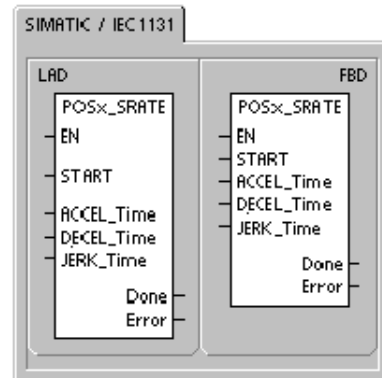 SIMATIC / IEC 1131
LAD
POSx_SRATE
EN
START
ACCEL_Time
DECEL_Time
JERK_Time
Done
Error
FBD
POSx_SRATE
EN
START
ACCEL_Time
DECEL_Time
JERK_Time
Done
Error